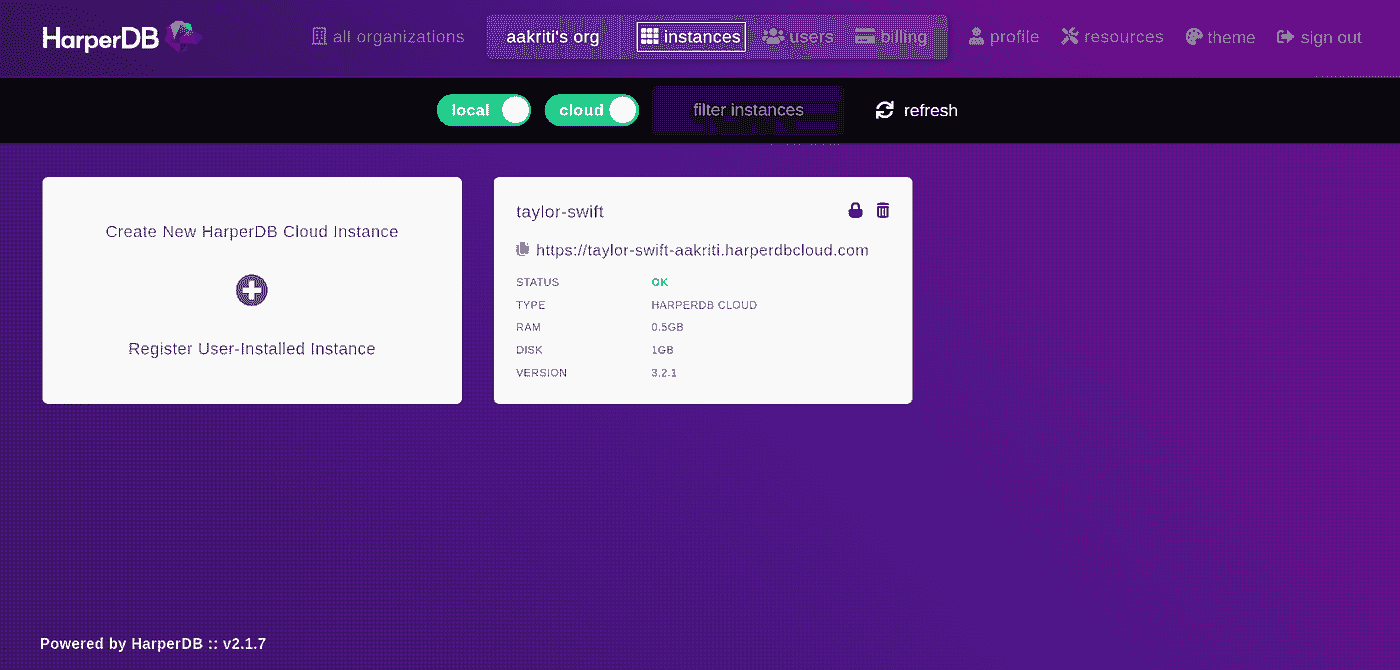 HarperDB all organizations aakriti's org instances users billing profile resources theme sign out
local cloud filter instances refresh
Create New HarperDB Cloud Instance
Register User-Installed Instance
taylor-swift
https://taylor-swift-aakriti.harperdbcloud.com
STATUS OK
TYPE HARPERDB CLOUD
RAM 0.5GB
DISK 1GB
VERSION 3.2.1
Powered by HarperDB :: v2.1.7